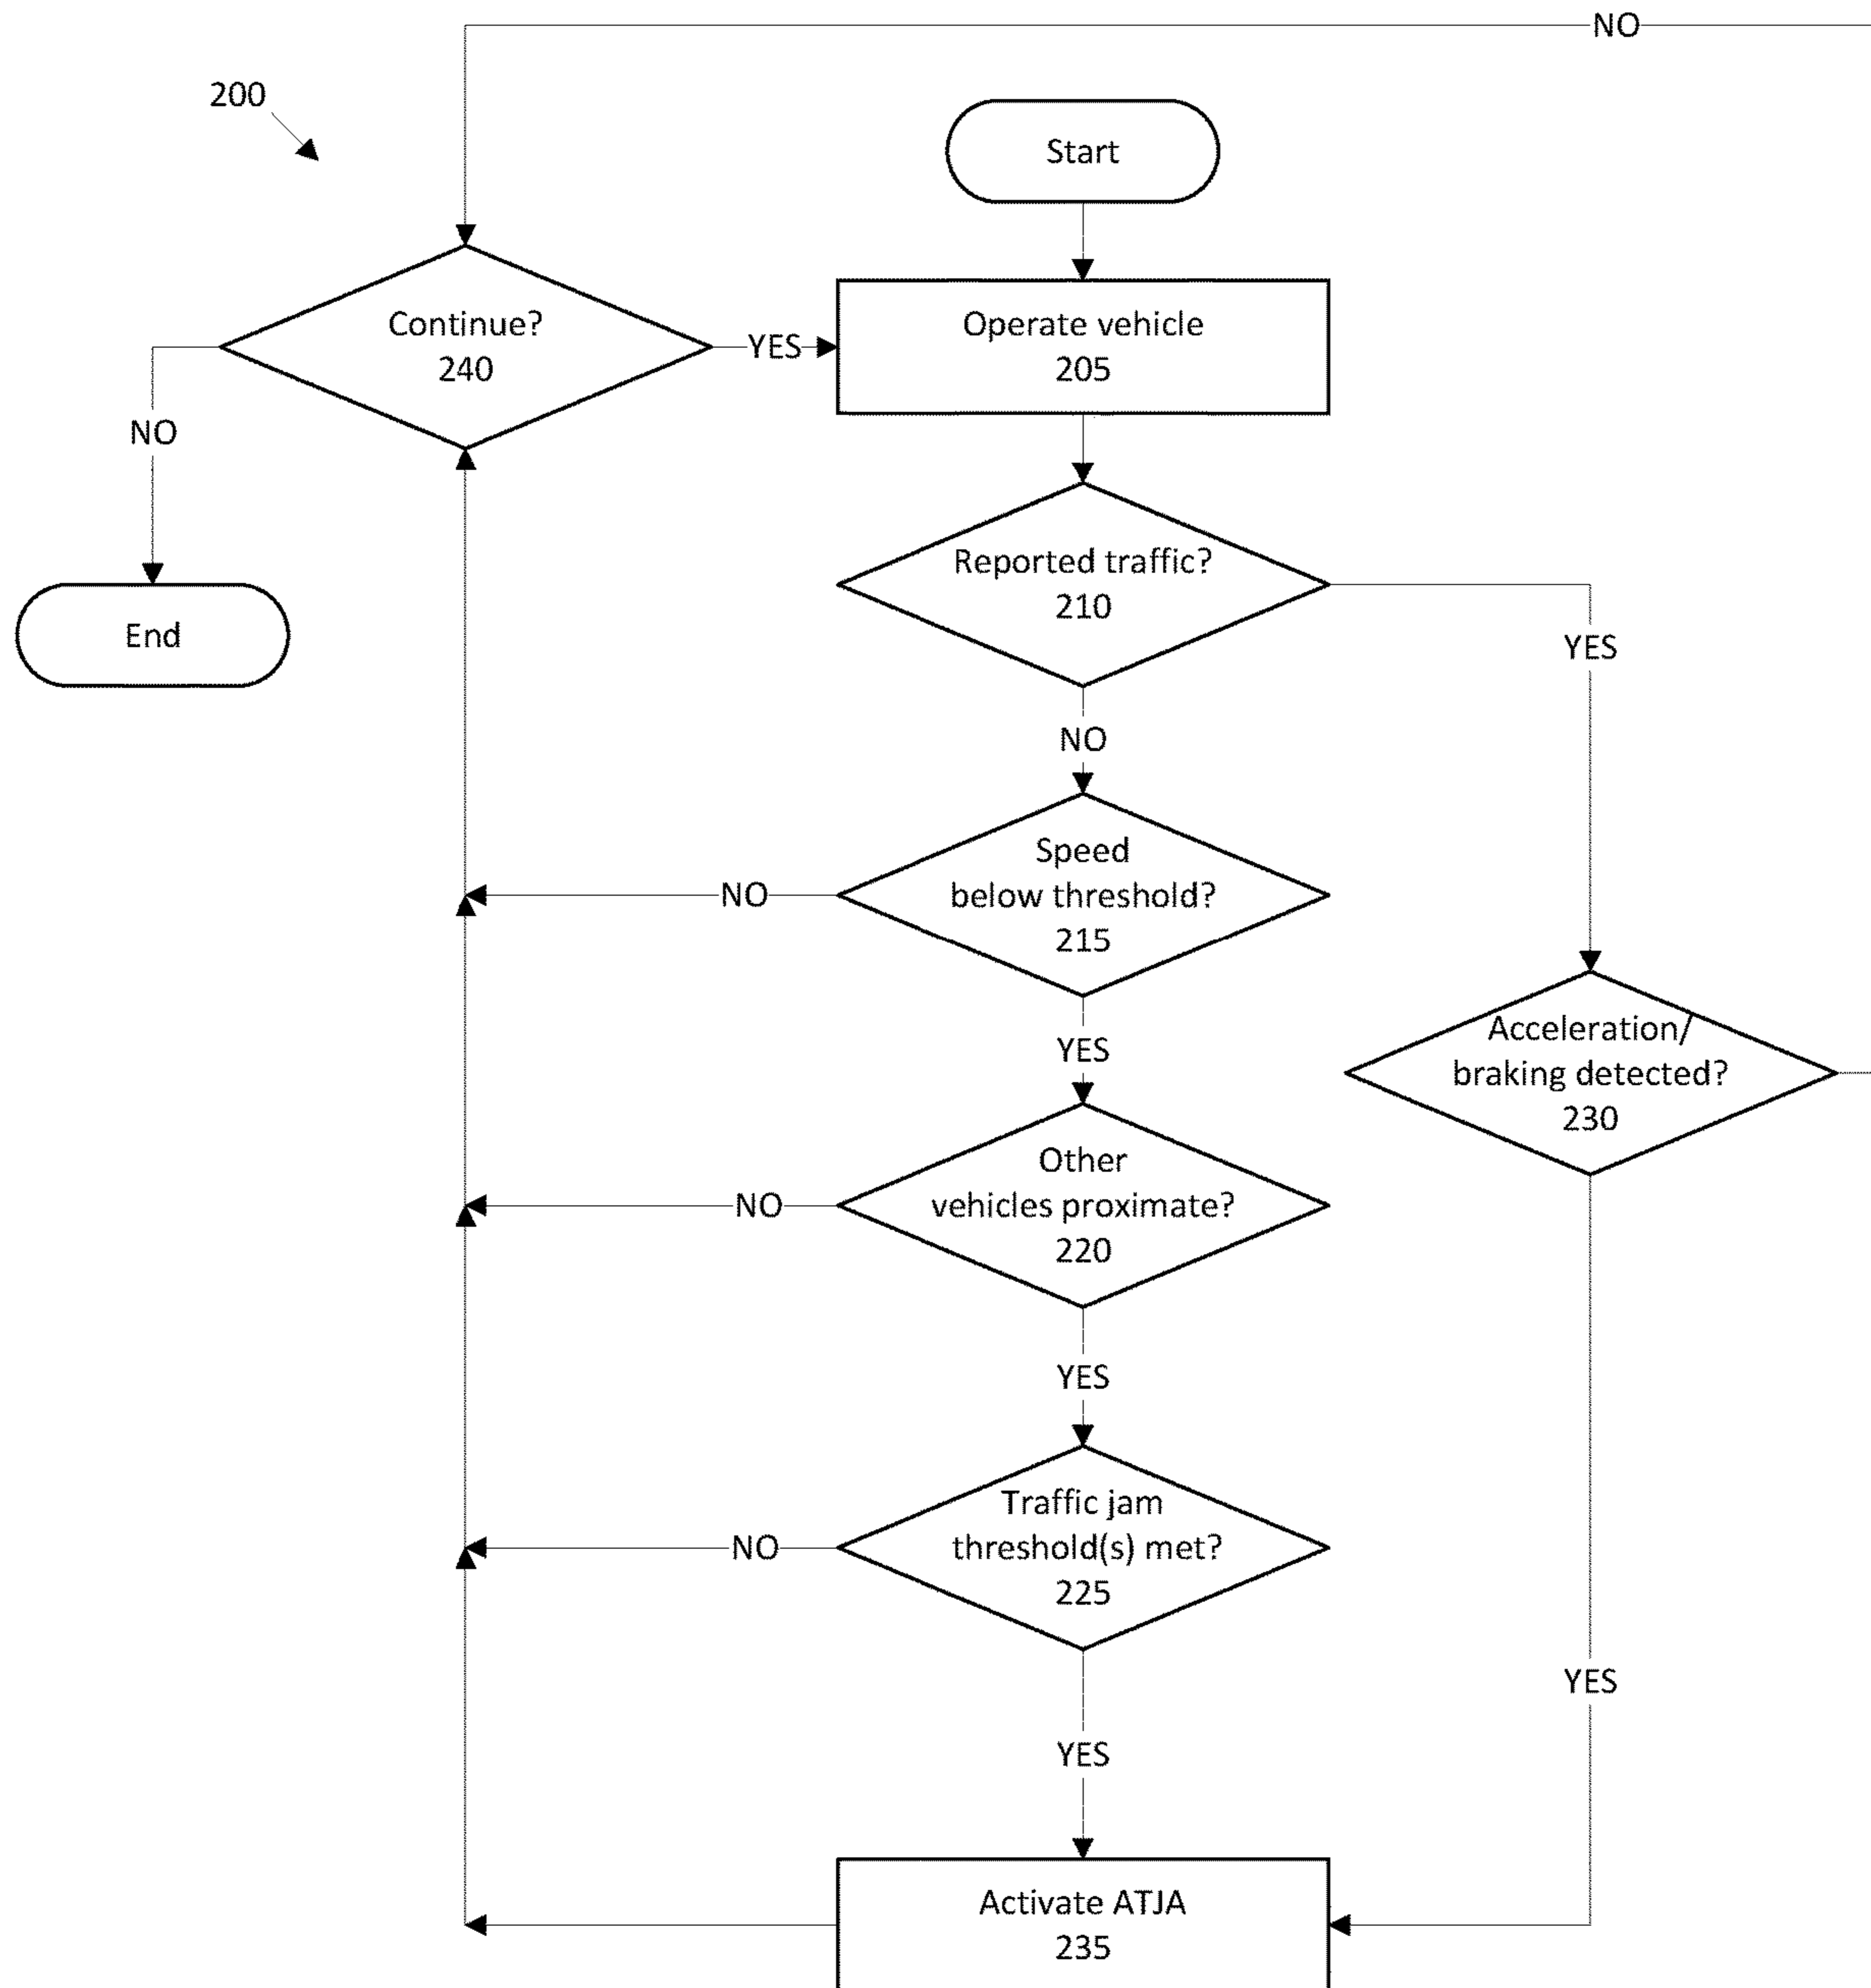 NO
200
Start
Continue?
240
YES
Operate vehicle
205
NO
End
Reported traffic?
210
YES
NO
Speed
below threshold?
215
NO
YES
Acceleration/
braking detected?
230
Other
vehicles proximate?
220
NO
YES
Traffic jam
threshold(s) met?
225
NO
YES
YES
Activate ATJA
235